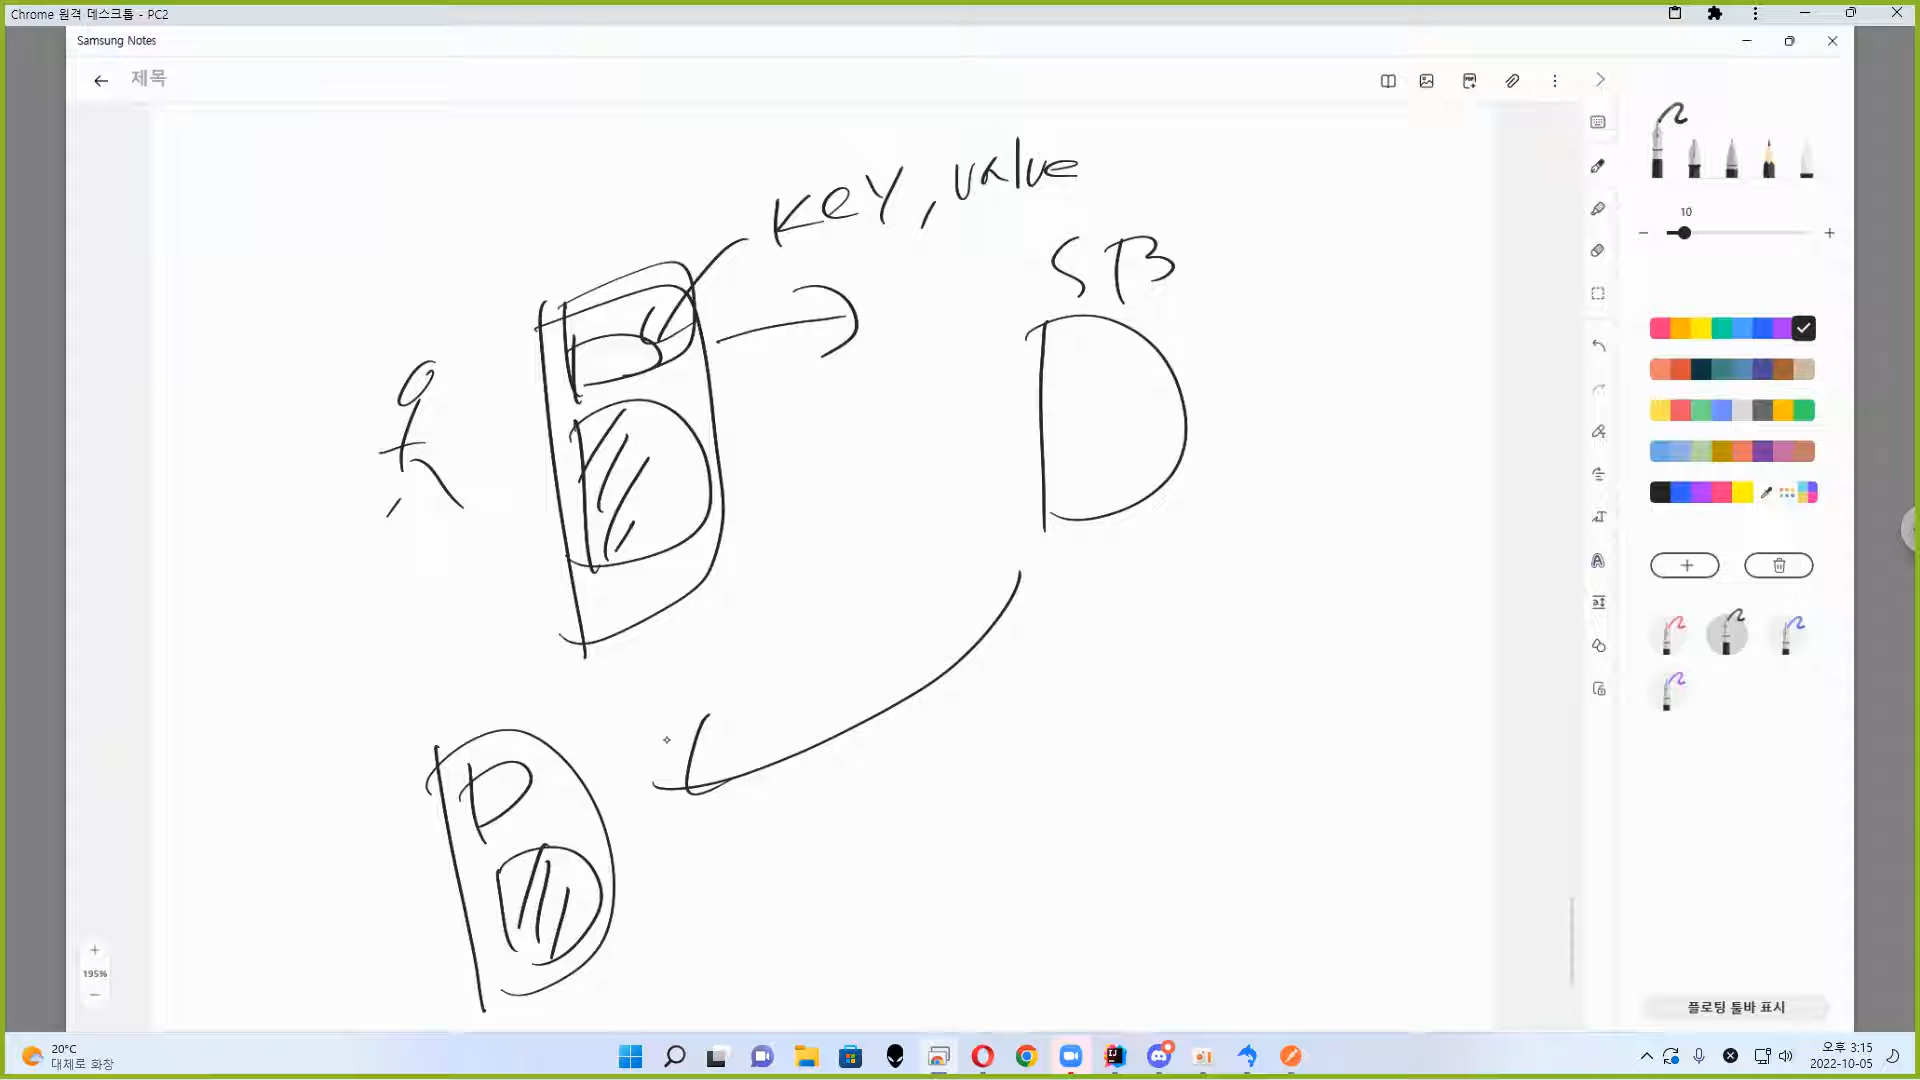 Chrome 원격 데스크톱 - PC2
Samsung Notes
제목
KeY, value
SB
10
195%
플로팅 툴바 표시
20°C
대체로 화창
오후 3:15
2022-10-05